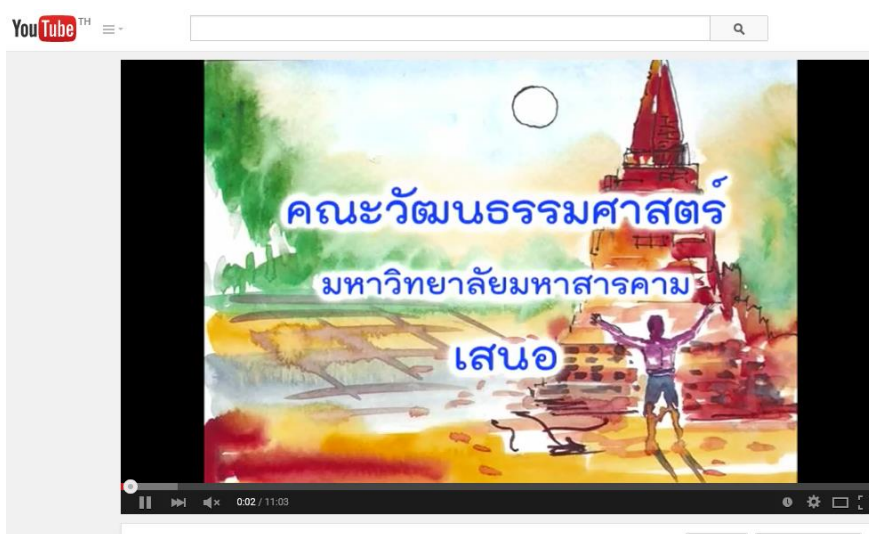 YouTube TH
คณะวัฒนธรรมศาสตร์
มหาวิทยาลัยมหาสารคาม
เสนอ
0:02 / 11:03